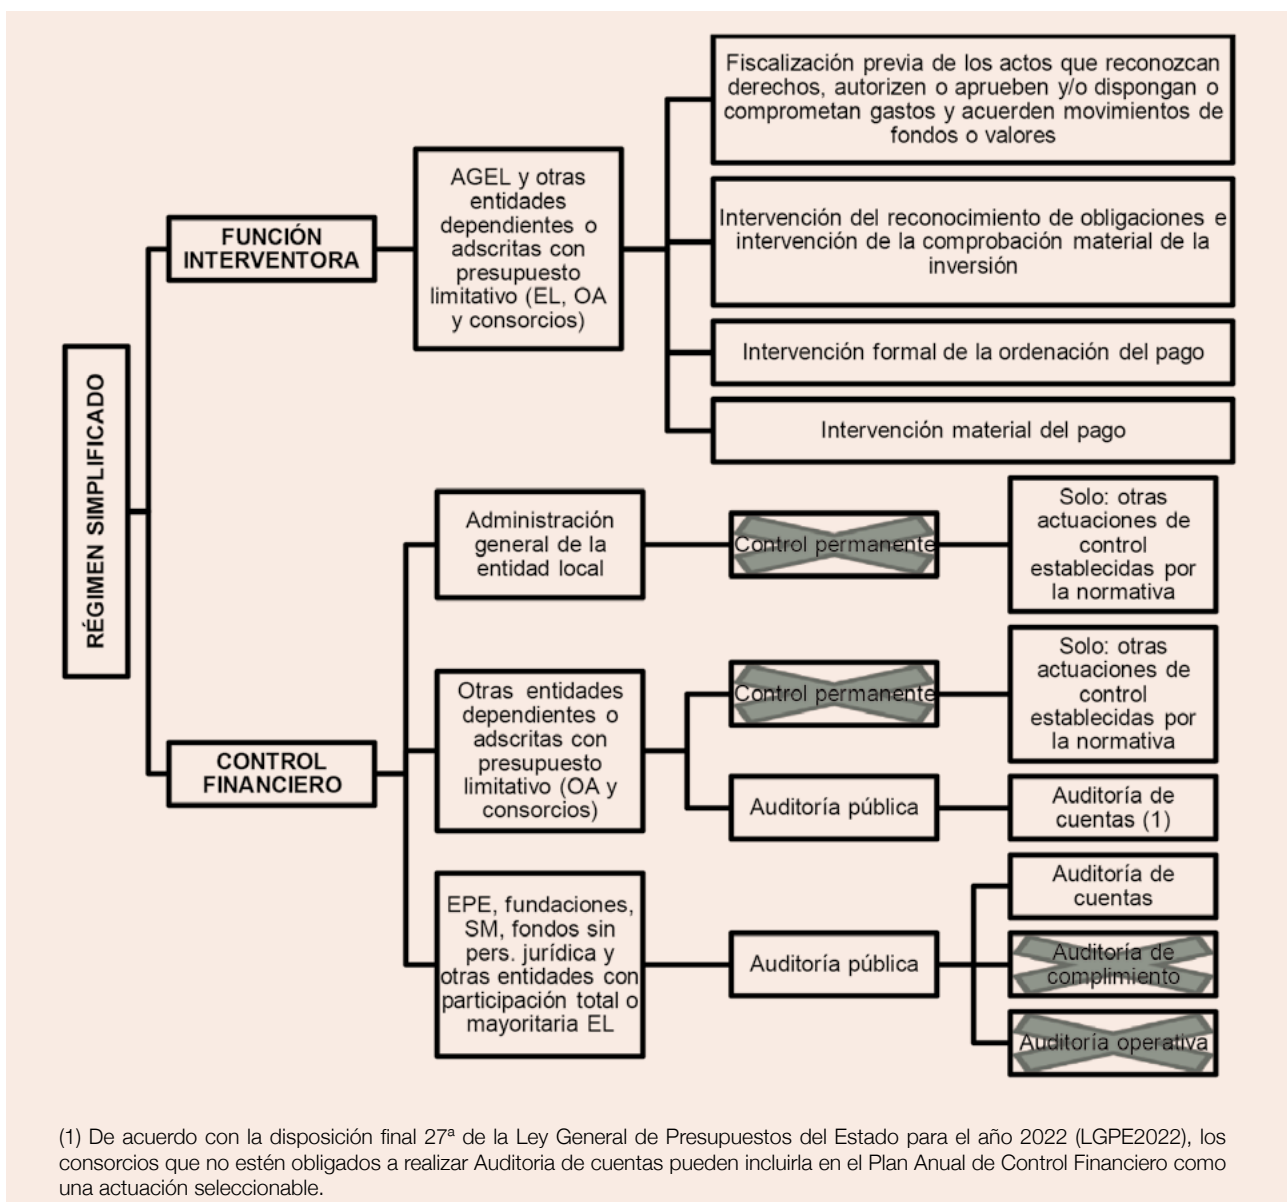 RÉGIMEN SIMPLIFICADO
FUNCIÓN
INTERVENTORA
AGEL y otras
entidades
dependientes o
adscritas con
presupuesto
limitativo (EL, OA
y consorcios)
Fiscalización previa de los actos que reconozcan
derechos, autorizen o aprueben y/o dispongan o
comprometan gastos y acuerden movimientos de
fondos o valores
Intervención del reconocimiento de obligaciones e
intervención de la comprobación material de la
inversión
Intervención formal de la ordenación del pago
Intervención material del pago
CONTROL
FINANCIERO
Administración
general de la
entidad local
Control permanente
Solo: otras
actuaciones de
control
establecidas por
la normativa
Otras entidades
dependientes o
adscritas con
presupuesto
limitativo (OA y
consorcios)
Control permanente
Solo: otras
actuaciones de
control
establecidas por
la normativa
Auditoría pública
Auditoría de
cuentas (1)
EPE, fundaciones,
SM, fondos sin
pers. jurídica y
otras entidades con
participación total o
mayoritaria EL
Auditoría pública
Auditoría de
cuentas
Auditoría de
complimiento
Auditoría operativa
(1) De acuerdo con la disposición final 27ª de la Ley General de Presupuestos del Estado para el año 2022 (LGPE2022), los
consorcios que no estén obligados a realizar Auditoria de cuentas pueden incluirla en el Plan Anual de Control Financiero como
una actuación seleccionable.